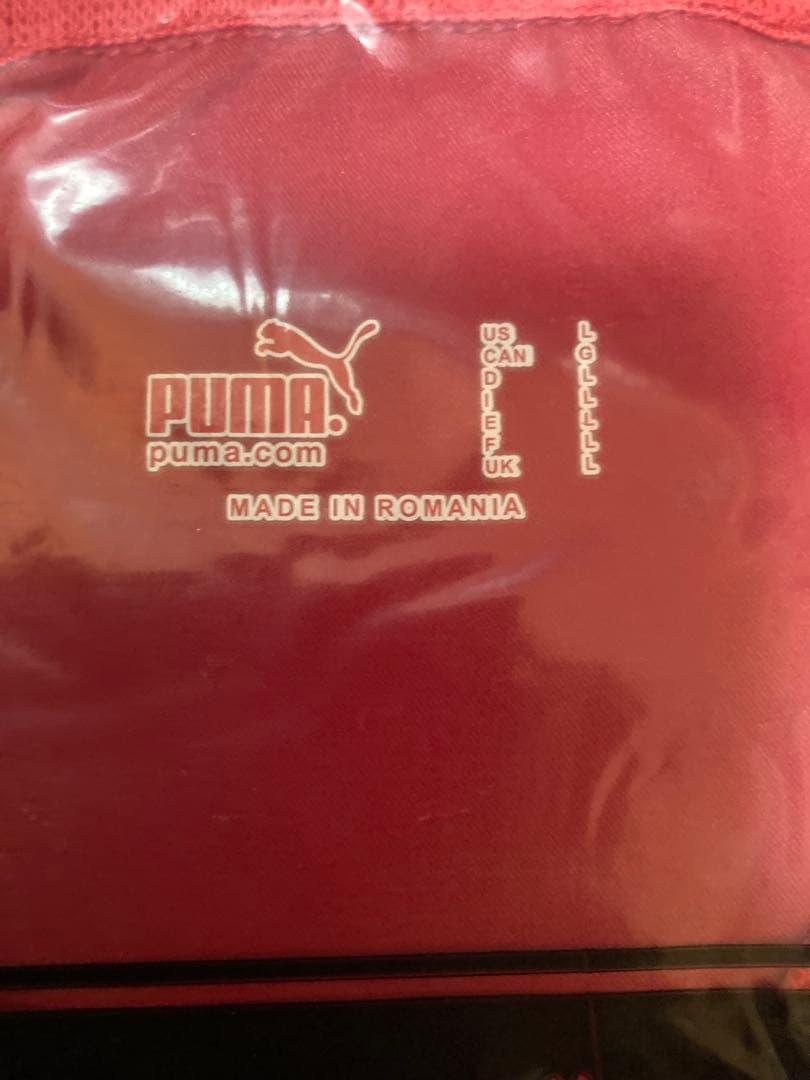 PUMA.
puma.com
US L
CAN G
D L
I L
E L
F L
UK L
MADE IN ROMANIA